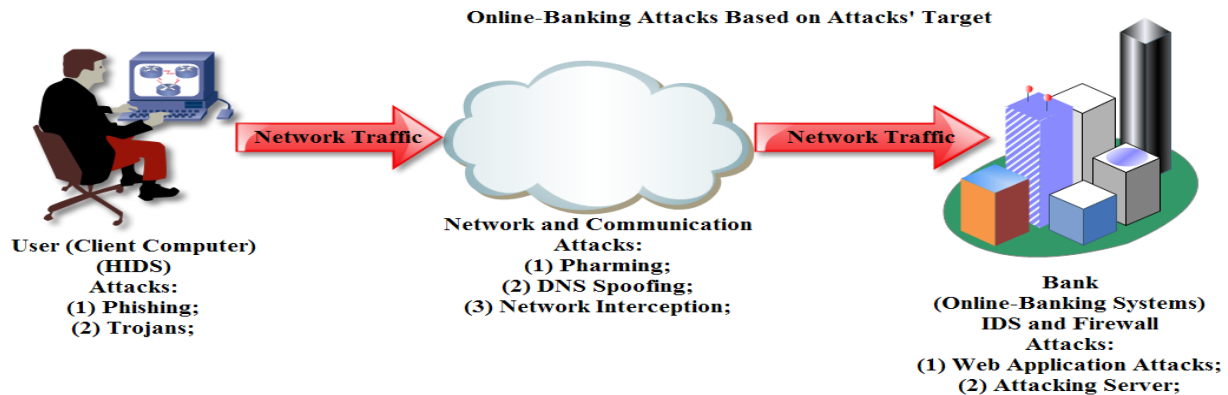 Online-Banking Attacks Based on Attacks' Target
Network Traffic
Network Traffic
User (Client Computer)
(HIDS)
Attacks:
(1) Phishing;
(2) Trojans;
Network and Communication
Attacks:
(1) Pharming;
(2) DNS Spoofing;
(3) Network Interception;
Bank
(Online-Banking Systems)
IDS and Firewall
Attacks:
(1) Web Application Attacks;
(2) Attacking Server;